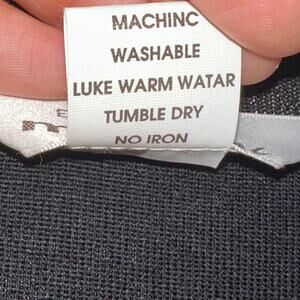 MACHINC
WASHABLE
LUKE WARM WATAR
TUMBLE DRY
NO IRON